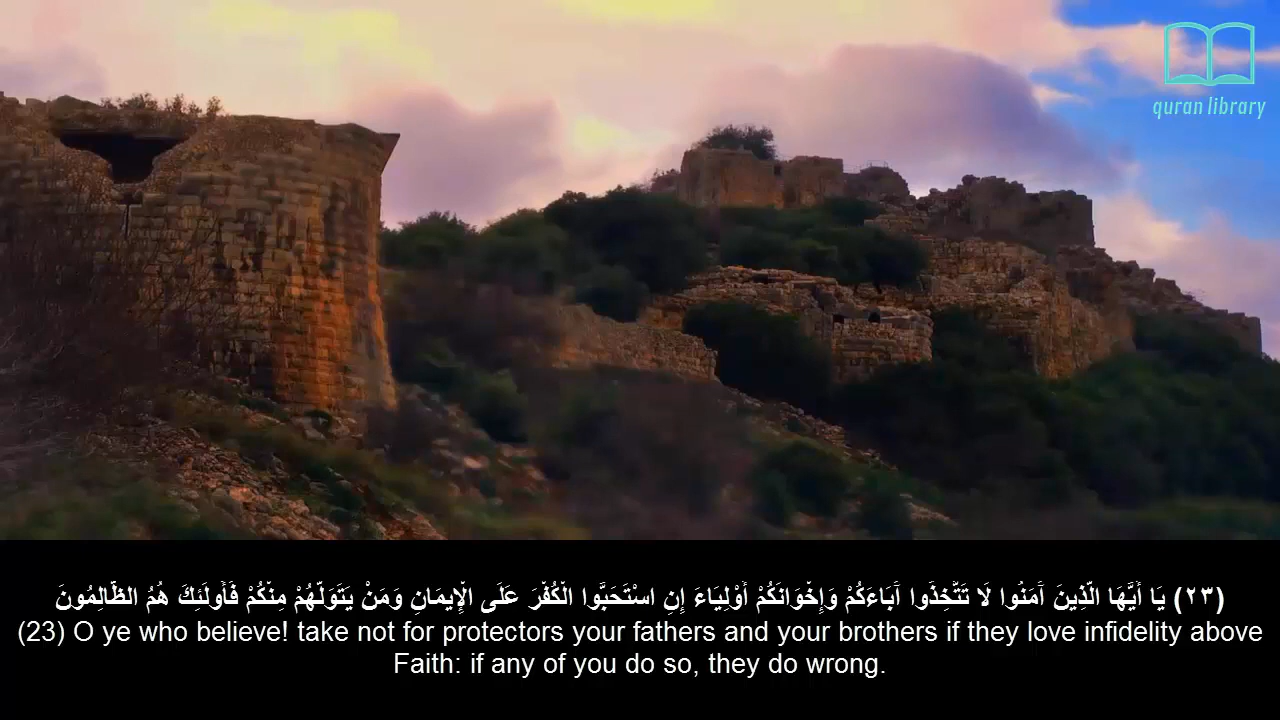 quran library
(٢٣) يَا أَيَّهَا الَّذِينَ آَمَنُوا لَا تَتَّخِذُوا آَبَاءَكُمْ وَإِخْوَانَكُمْ أَوْلِيَاءَ إِنِ اسْتَحَبَّوا الْكُفْرَ عَلَى الْإِيمَانِ وَمَنْ يَتَوَلَّهُمْ مِنْكُمْ فَأُولَئِكَ هُمُ الظَّالِمُونَ
(23) O ye who believe! take not for protectors your fathers and your brothers if they love infidelity above
Faith: if any of you do so, they do wrong.